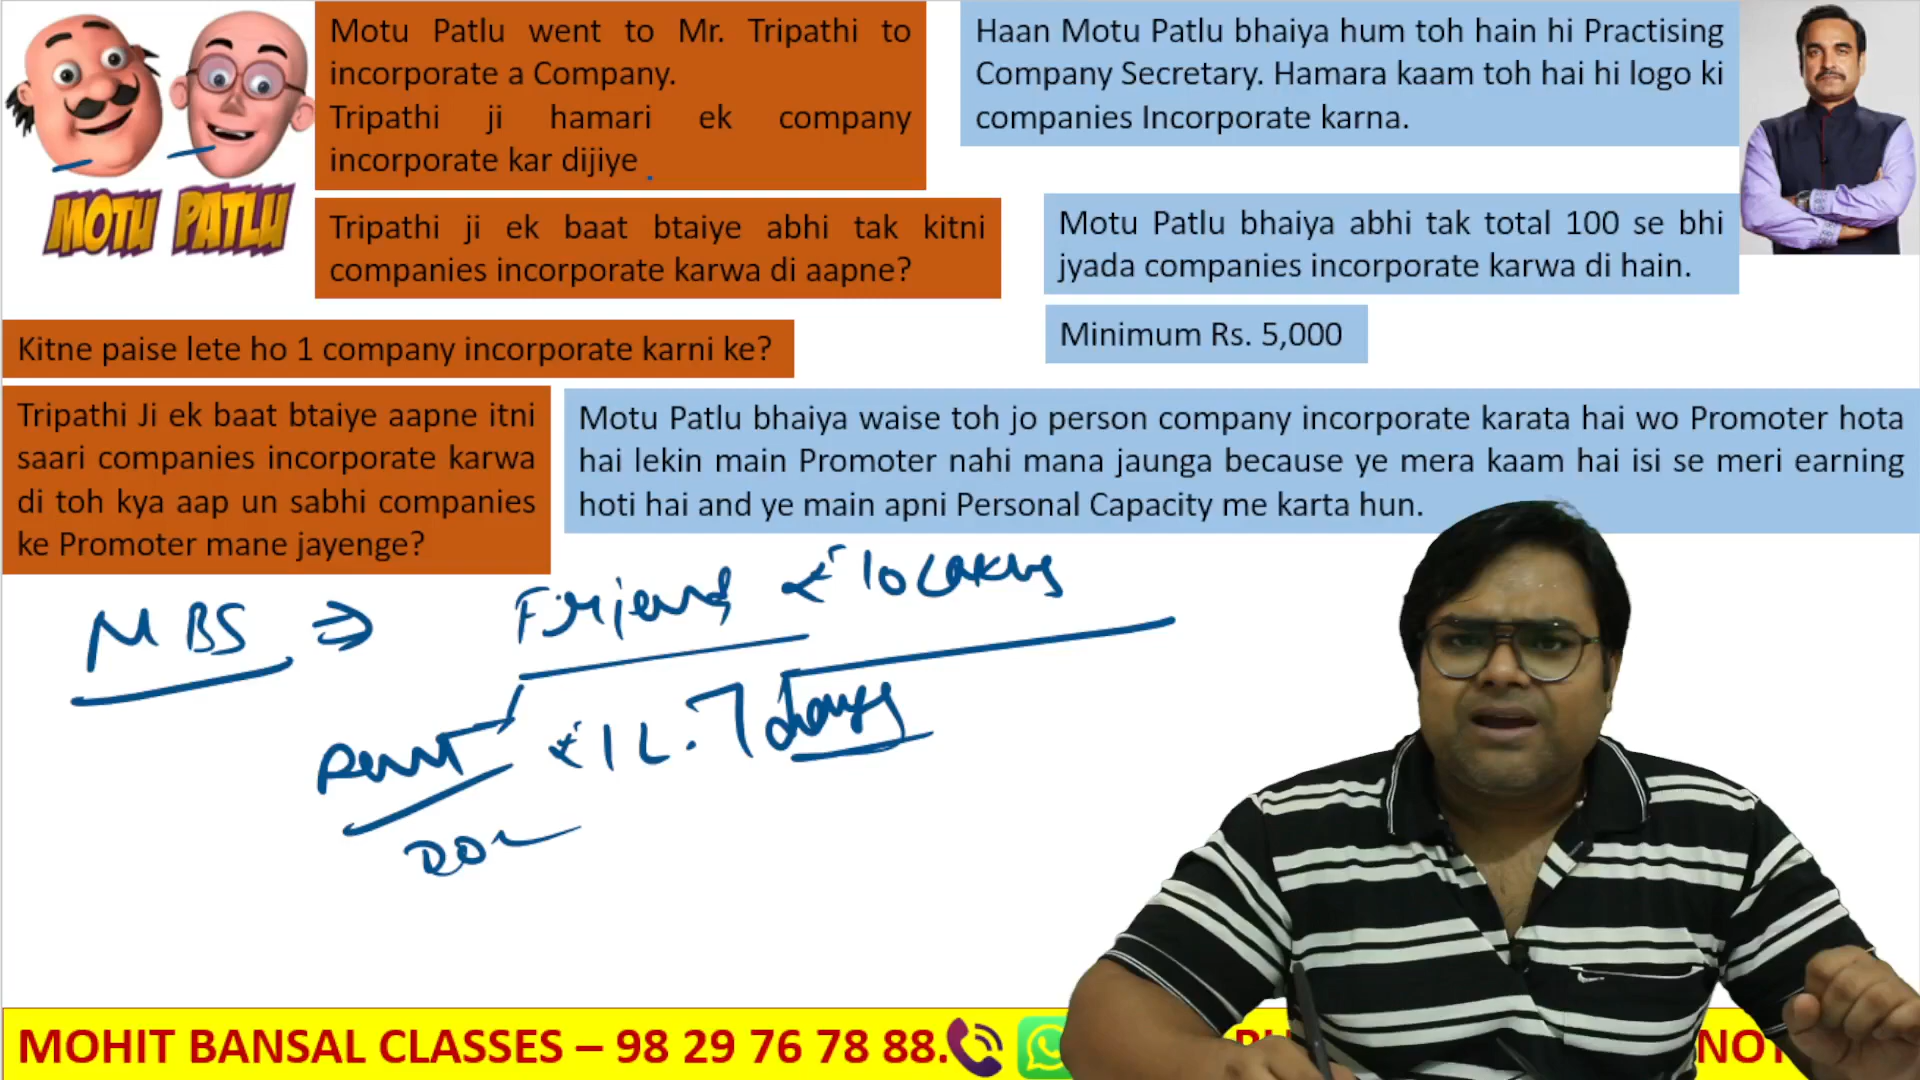 Motu Patlu went to Mr. Tripathi to
incorporate a Company.
Tripathi ji hamari ek company
incorporate kar dijiye
Haan Motu Patlu bhaiya hum toh hain hi Practising
Company Secretary. Hamara kaam toh hai hi logo ki
companies Incorporate karna.
MOTU PATLU
Tripathi ji ek baat btaiye abhi tak kitni
companies incorporate karwa di aapne?
Motu Patlu bhaiya abhi tak total 100 se bhi
jyada companies incorporate karwa di hain.
Kitne paise lete ho 1 company incorporate karni ke?
Minimum Rs. 5,000
Tripathi Ji ek baat btaiye aapne itni
saari companies incorporate karwa
di toh kya aap un sabhi companies
ke Promoter mane jayenge?
Motu Patlu bhaiya waise toh jo person company incorporate karata hai wo Promoter hota
hai lekin main Promoter nahi mana jaunga because ye mera kaam hai isi se meri earning
hoti hai and ye main apni Personal Capacity me karta hun.
MBS ⇒ Friend ₹ 10 Lakhs
₹ 1 L.
MOHIT BANSAL CLASSES – 98 29 76 78 88.